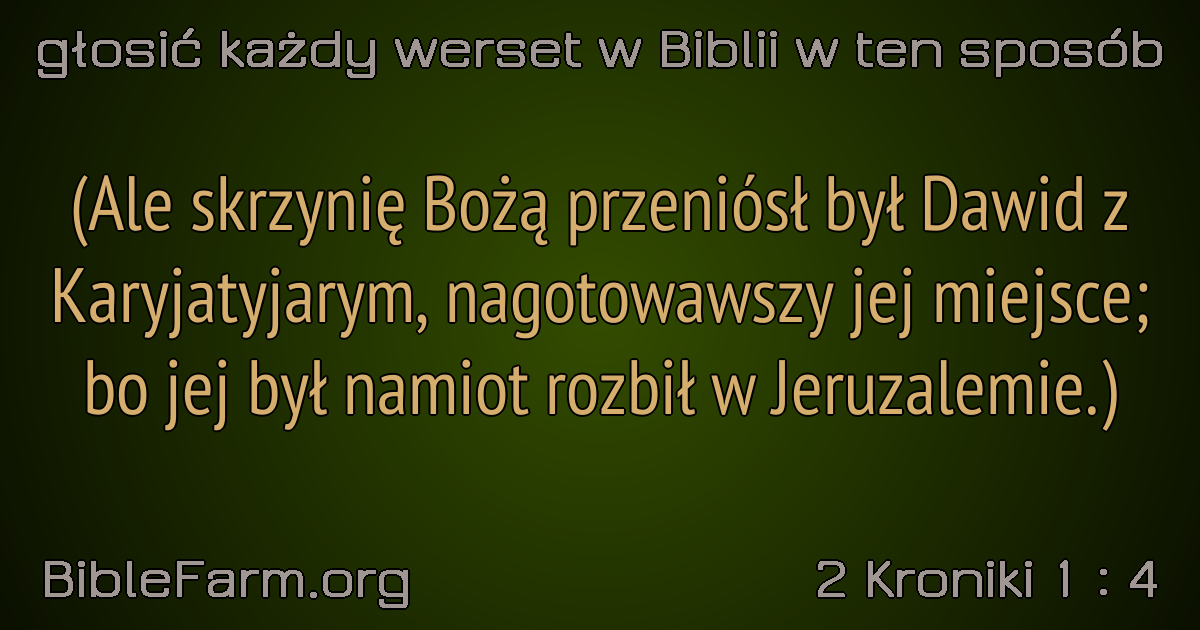 głosić każdy werset w Biblii w ten sposób
(Ale skrzynię Bożą przeniósł był Dawid z
Karyjatyjarym, nagotowawszy jej miejsce;
bo jej był namiot rozbił w Jeruzalemie.)
BibleFarm.org
2 Kroniki 1 : 4